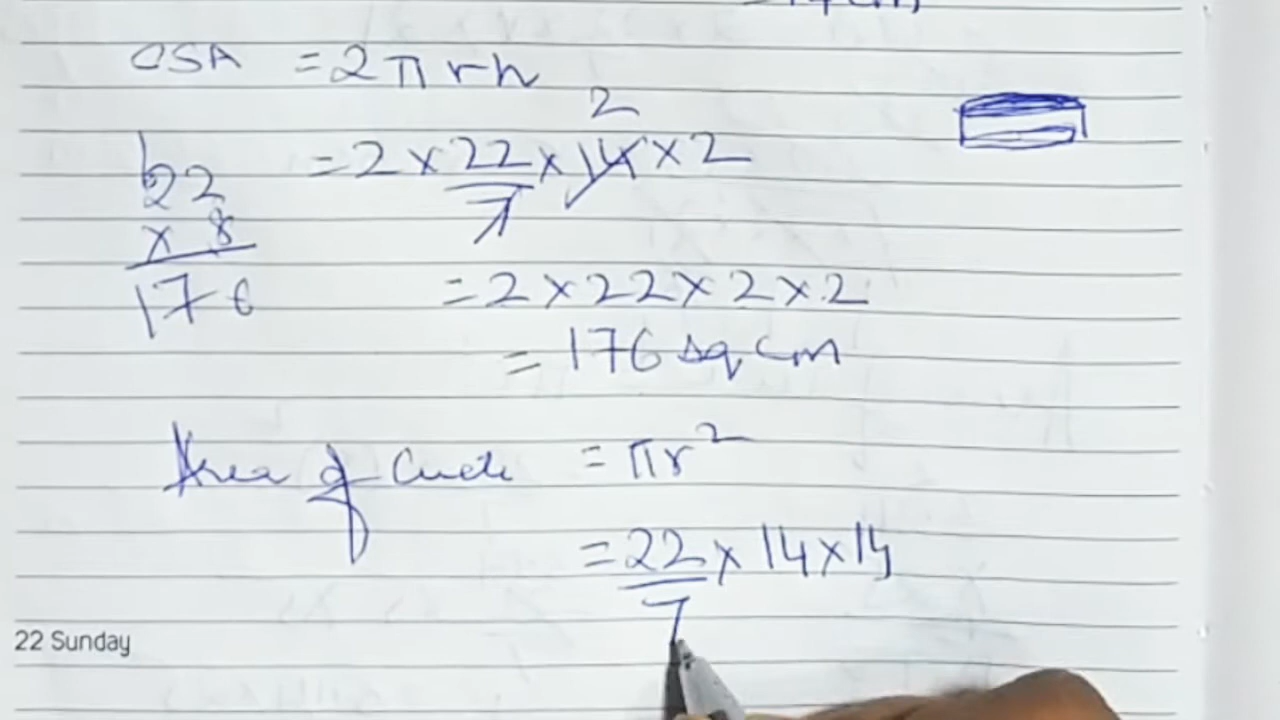 CSA = 2πrh
2
22 = 2 × 22/7 × 14 × 2
× 8
176 = 2 × 22 × 2 × 2
= 176 sq cm
Area of Circle = πr²
= 22/7 × 14 × 14
22 Sunday